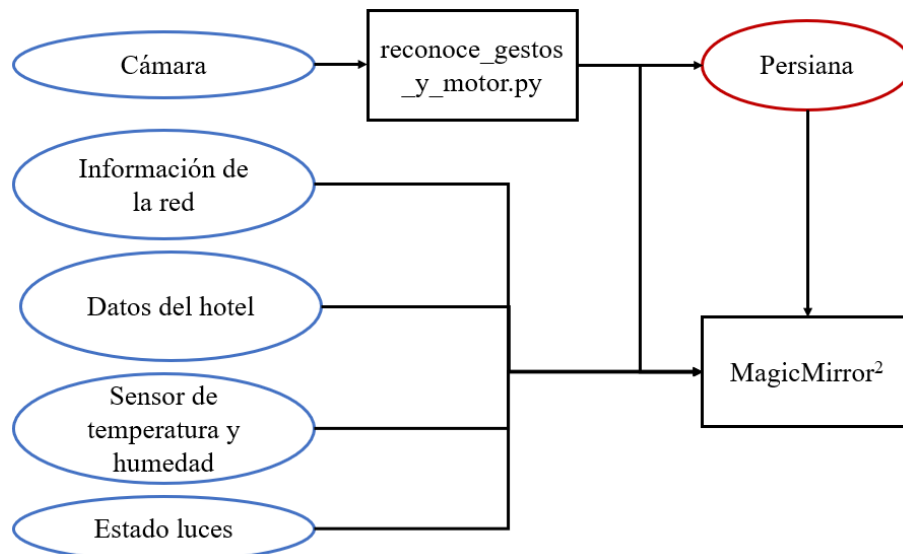 Cámara
reconoce_gestos
_y_motor.py
Persiana
Información de
la red
Datos del hotel
MagicMirror²
Sensor de
temperatura y
humedad
Estado luces